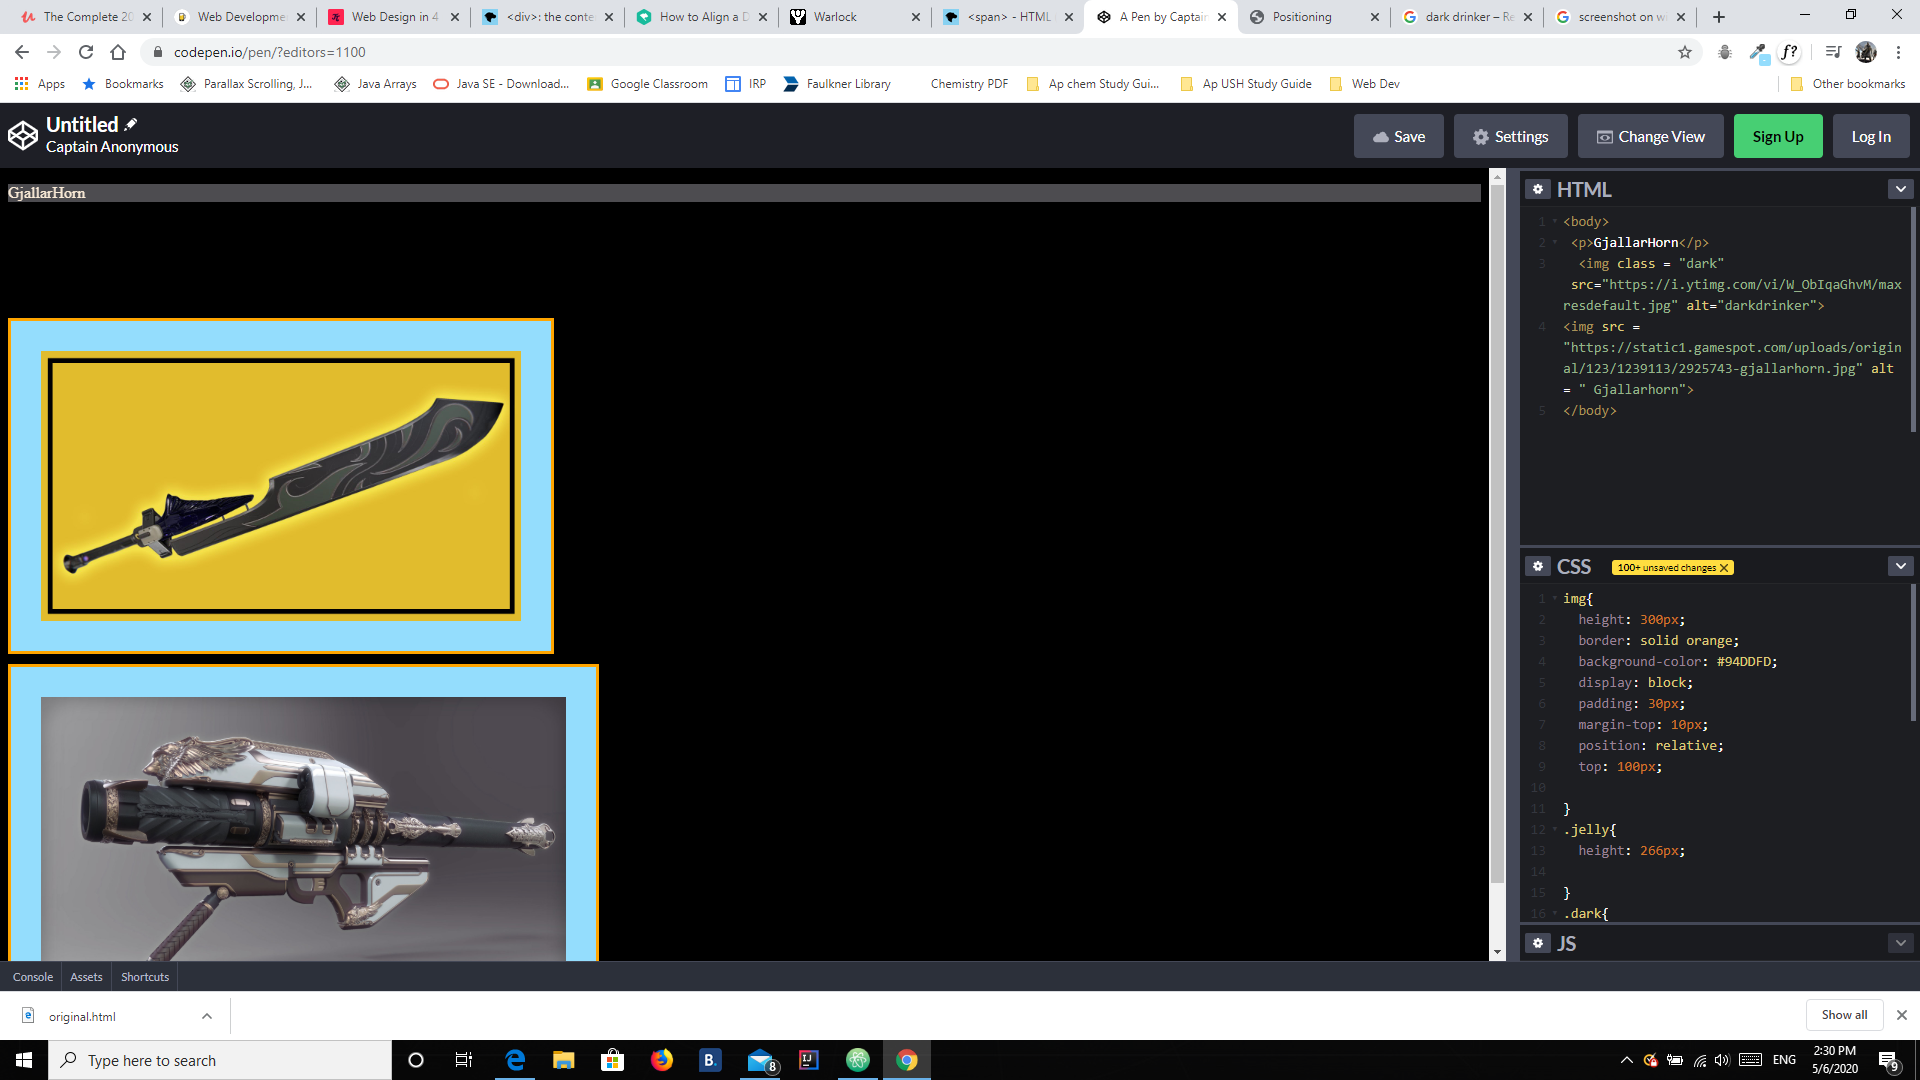 The Complete 20
Web Developme
Web Design in 4
<div>: the conte
How to Align a D
Warlock
<span> - HTML
A Pen by Captain
Positioning
dark drinker – Re
screenshot on w
codepen.io/pen/?editors=1100
f?
Apps
Bookmarks
Parallax Scrolling, J...
Java Arrays
Java SE - Download...
Google Classroom
IRP
Faulkner Library
Chemistry PDF
Ap chem Study Gui...
Ap USH Study Guide
Web Dev
Other bookmarks
Untitled
Captain Anonymous
Save
Settings
Change View
Sign Up
Log In
GjallarHorn
HTML
1 <body>
2 <p>GjallarHorn</p>
3 <img class = "dark"
src="https://i.ytimg.com/vi/W_ObIqaGhvM/max
resdefault.jpg" alt="darkdrinker">
4 <img src =
"https://static1.gamespot.com/uploads/origin
al/123/1239113/2925743-gjallarhorn.jpg" alt
= " Gjallarhorn">
5 </body>
CSS
100+ unsaved changes X
1 img{
2 height: 300px;
3 border: solid orange;
4 background-color: #94DDFD;
5 display: block;
6 padding: 30px;
7 margin-top: 10px;
8 position: relative;
9 top: 100px;
10
11 }
12 .jelly{
13 height: 266px;
14
15 }
16 .dark{
JS
Console
Assets
Shortcuts
original.html
Show all
Type here to search
B.
8
IJ
ENG
2:30 PM
5/6/2020
9